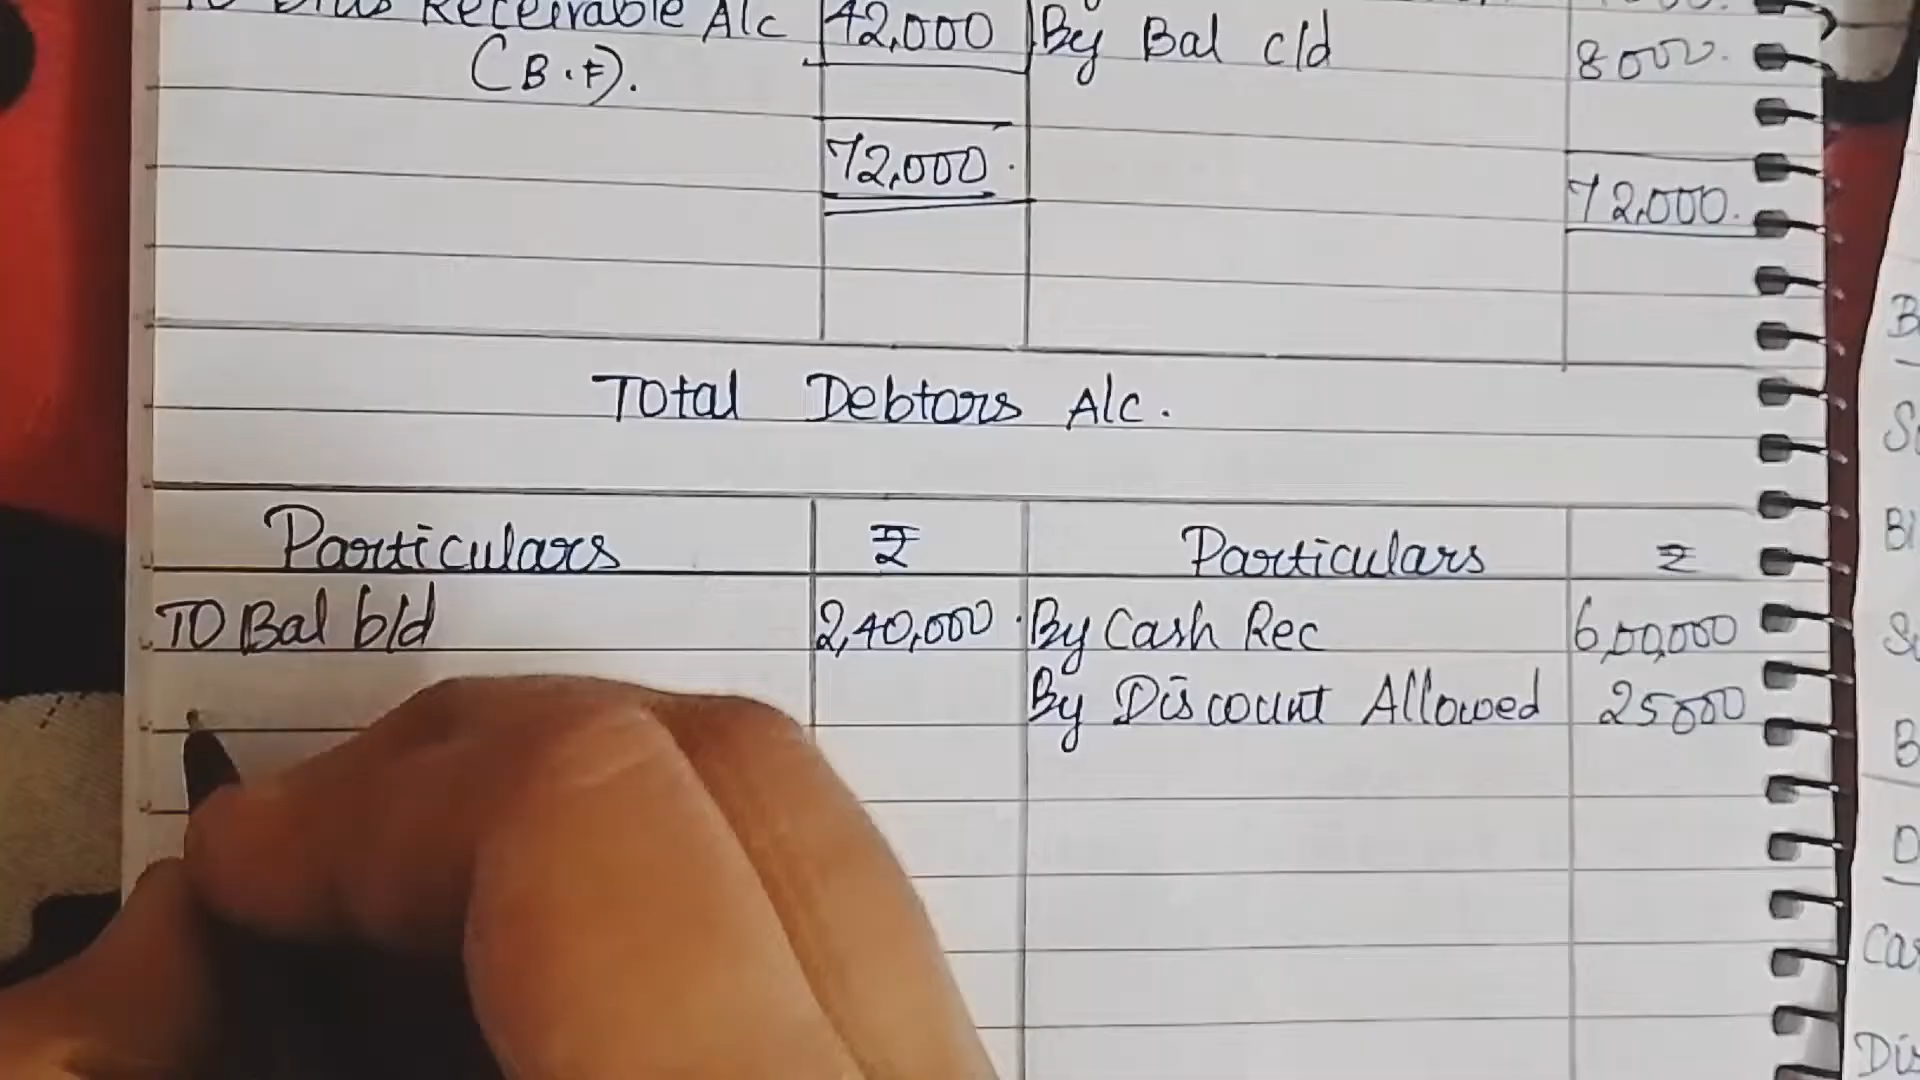 Bills Receivable A/c 42,000 By Bal c/d 8000.
(B.F).
72,000. 72,000.
Total Debtors A/c.
Particulars ₹ Particulars ₹
To Bal b/d 2,40,000. By Cash Rec 6,00,000
By Discount Allowed 25000